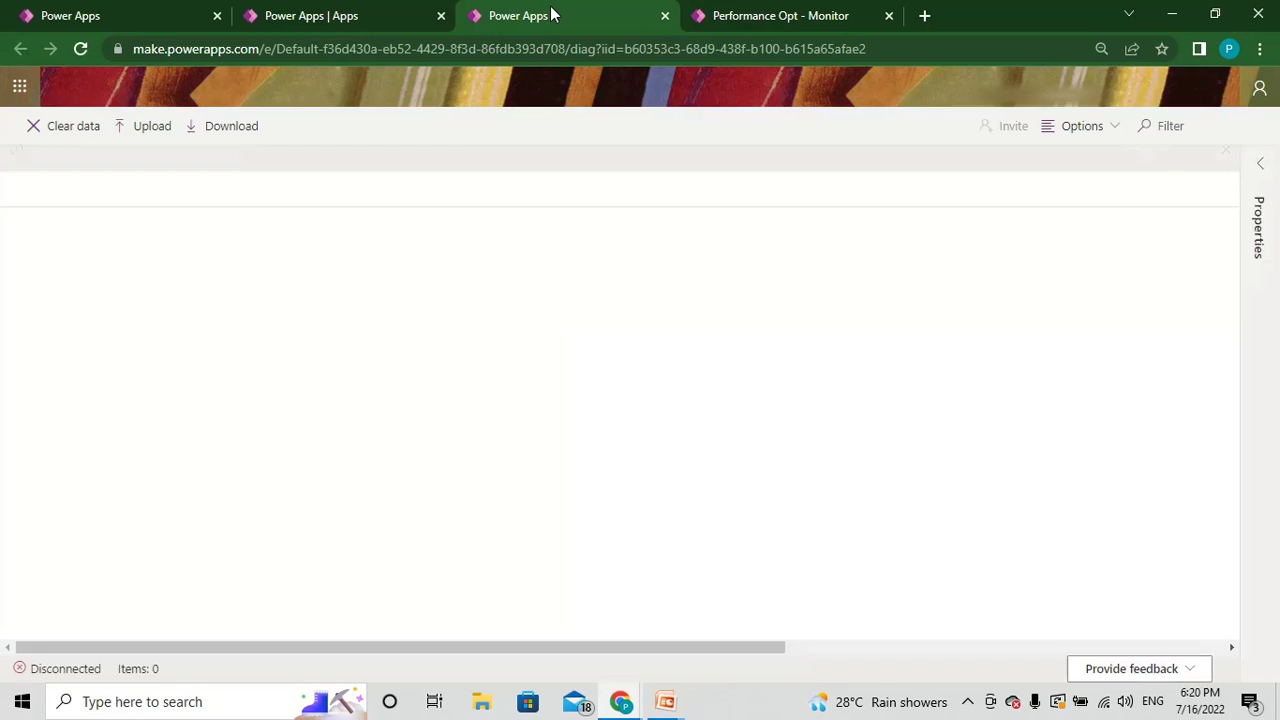 Power Apps
Power Apps | Apps
Power Apps
Performance Opt - Monitor
make.powerapps.com/e/Default-f36d430a-eb52-4429-8f3d-86fdb393d708/diag?iid=b60353c3-68d9-438f-b100-b615a65afae2
P
Clear data
Upload
Download
Invite
Options
Filter
Properties
Disconnected
Items: 0
Provide feedback
Type here to search
18
P
28°C Rain showers
ENG
6:20 PM
7/16/2022
3